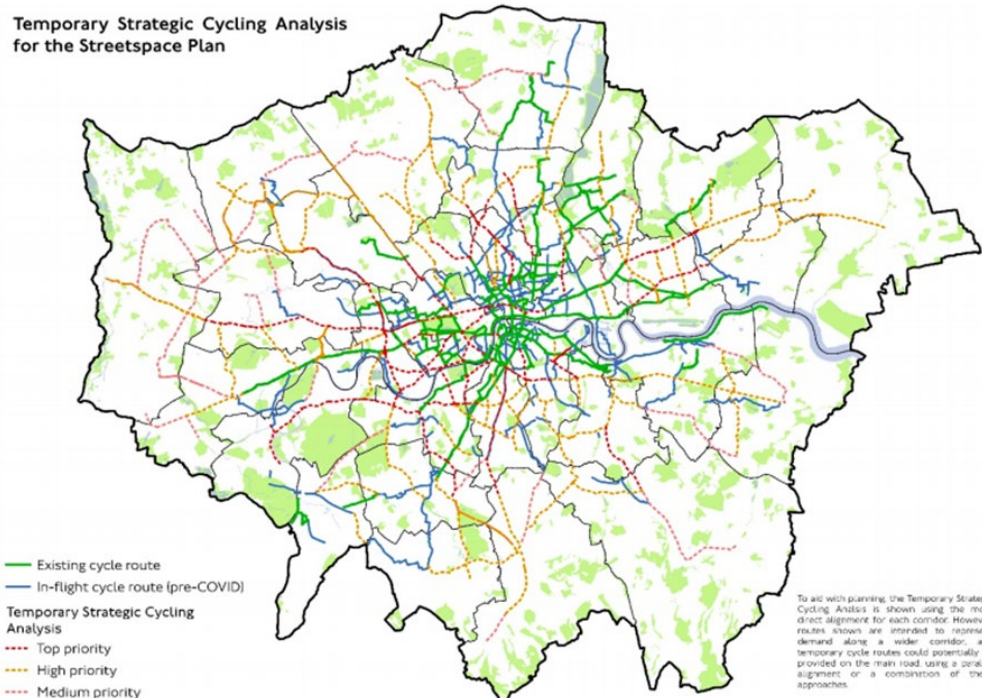 Temporary Strategic Cycling Analysis
for the Streetspace Plan
Existing cycle route
In-flight cycle route (pre-COVID)
Temporary Strategic Cycling
Analysis
Top priority
High priority
Medium priority
To aid with planning, the Temporary Strateg
Cycling Analsis is shown using the mo
direct alignment for each corridor. Howev
routes shown are intended to represe
demand along a wider corridor, a
temporary cycle routes could potentially
provided on the main road, using a paral
alignment or a combination of the
approaches.